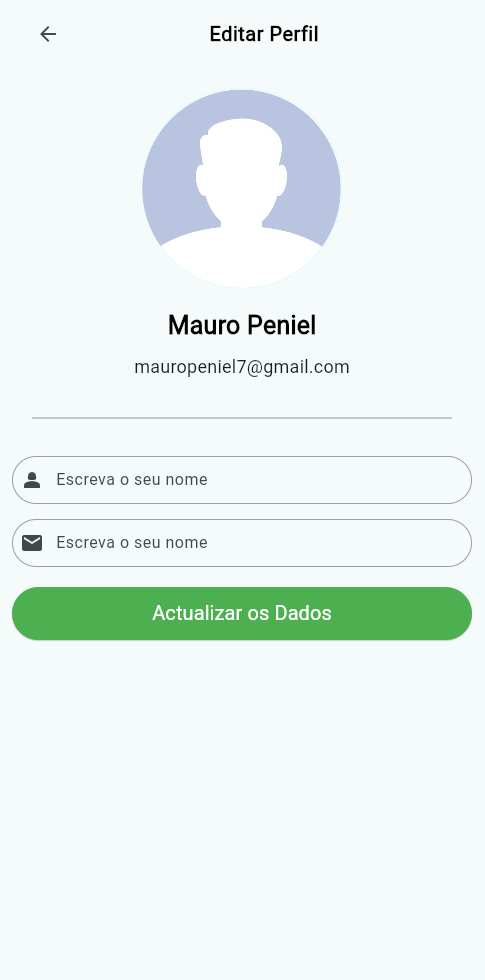 Editar Perfil
Mauro Peniel
mauropeniel7@gmail.com
Escreva o seu nome
Escreva o seu nome
Actualizar os Dados